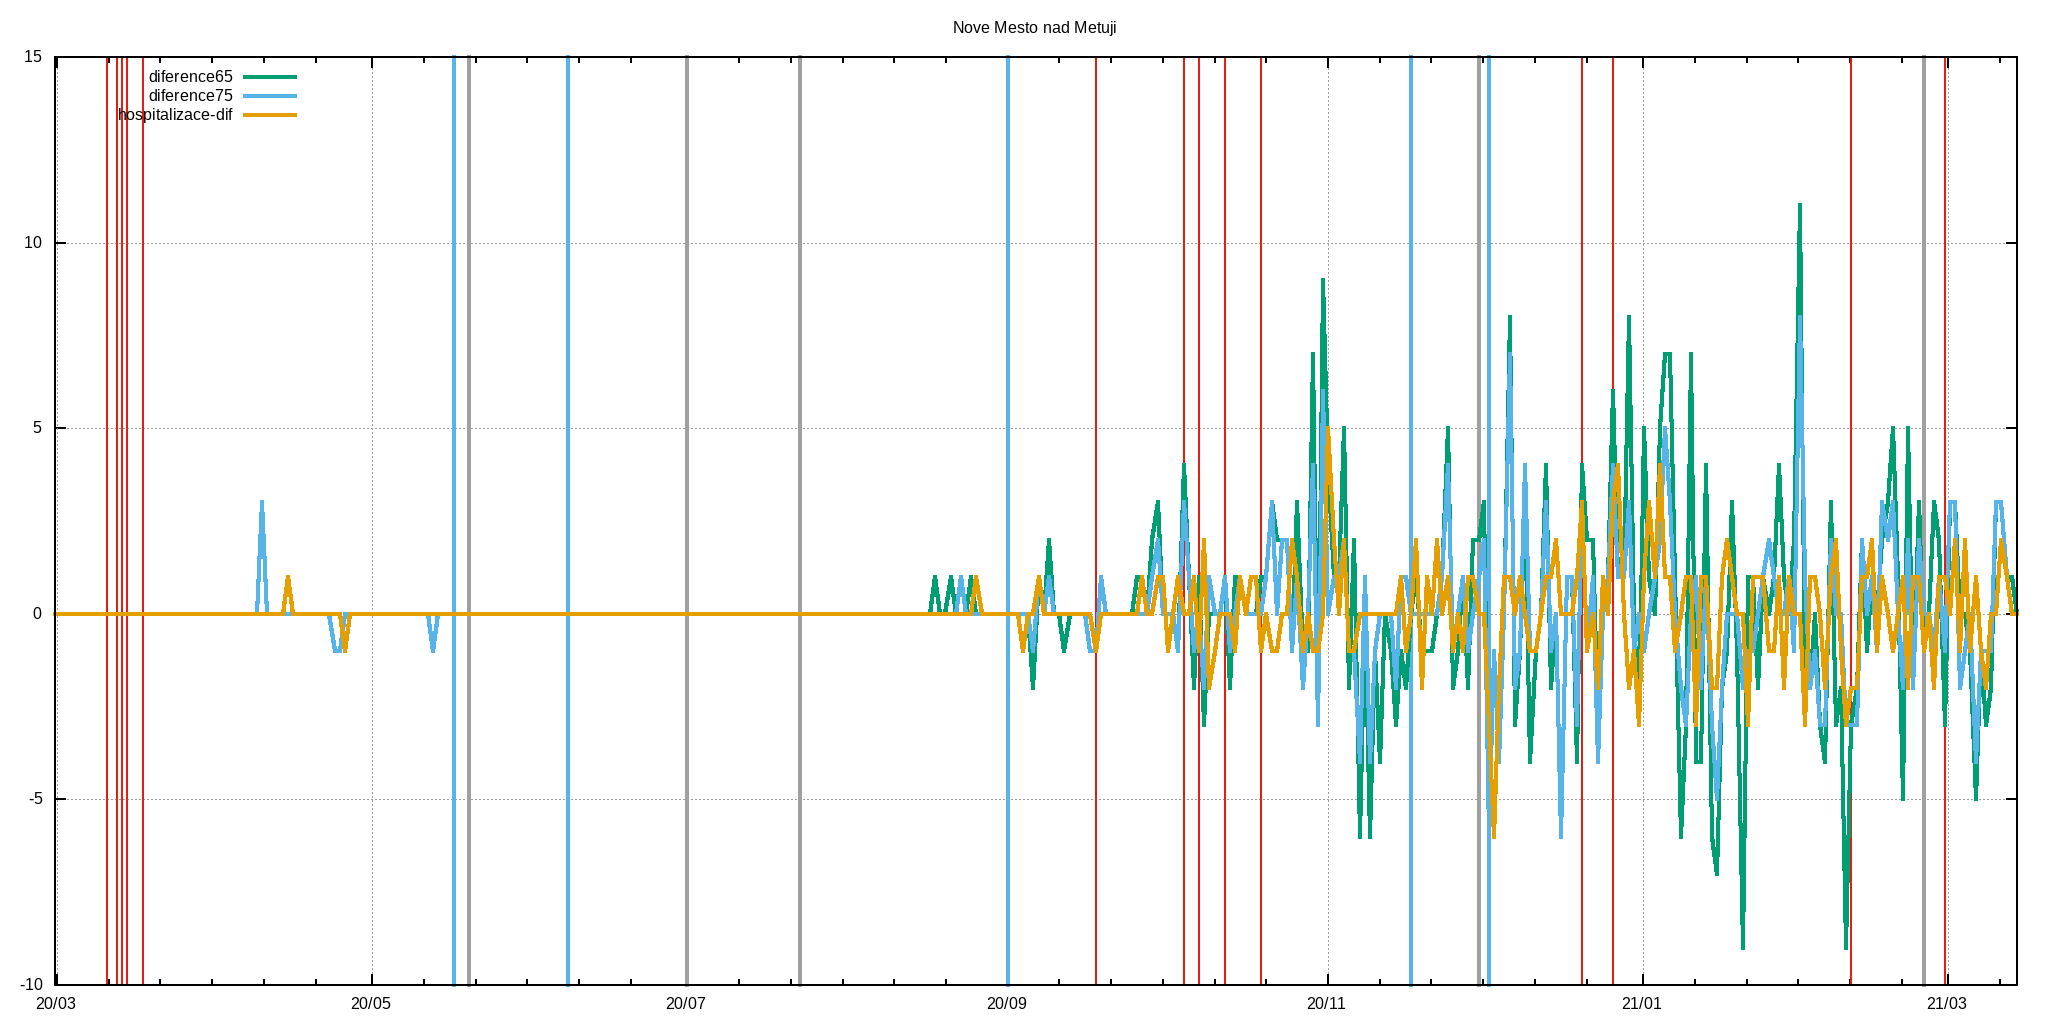 Nove Mesto nad Metuji
15
diference65
diference75
hospitalizace-dif
10
5
0
-5
-10
20/03 20/05 20/07 20/09 20/11 21/01 21/03